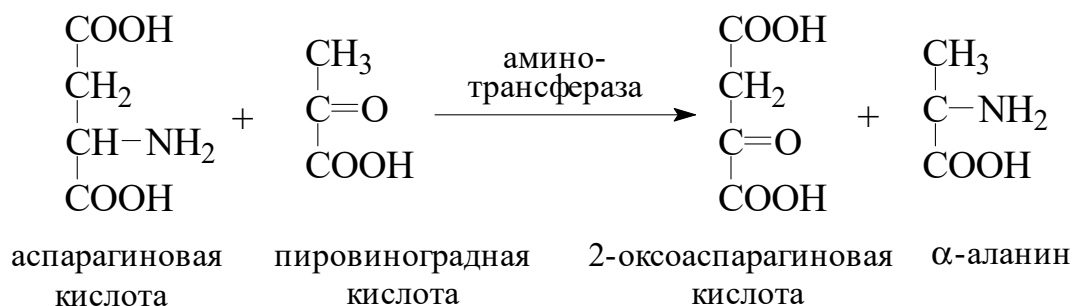 COOH
CH2
CH–NH2
COOH
+
CH3
C=O
COOH
амино-
трансфераза
COOH
CH2
C=O
COOH
+
CH3
C–NH2
COOH
аспарагиновая
кислота
пировиноградная
кислота
2-оксоаспарагиновая
кислота
α-аланин